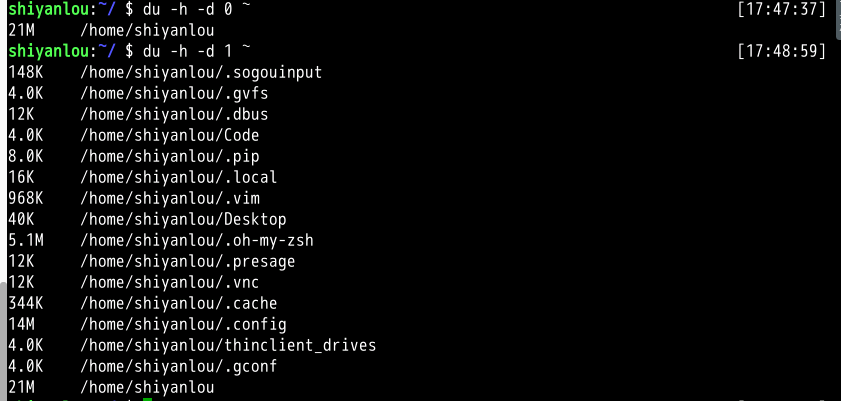 shiyanlou:~/ $ du -h -d 0 ~ [17:47:37]
21M /home/shiyanlou
shiyanlou:~/ $ du -h -d 1 ~ [17:48:59]
148K /home/shiyanlou/.sogouinput
4.0K /home/shiyanlou/.gvfs
12K /home/shiyanlou/.dbus
4.0K /home/shiyanlou/Code
8.0K /home/shiyanlou/.pip
16K /home/shiyanlou/.local
968K /home/shiyanlou/.vim
40K /home/shiyanlou/Desktop
5.1M /home/shiyanlou/.oh-my-zsh
12K /home/shiyanlou/.presage
12K /home/shiyanlou/.vnc
344K /home/shiyanlou/.cache
14M /home/shiyanlou/.config
4.0K /home/shiyanlou/thinclient_drives
4.0K /home/shiyanlou/.gconf
21M /home/shiyanlou